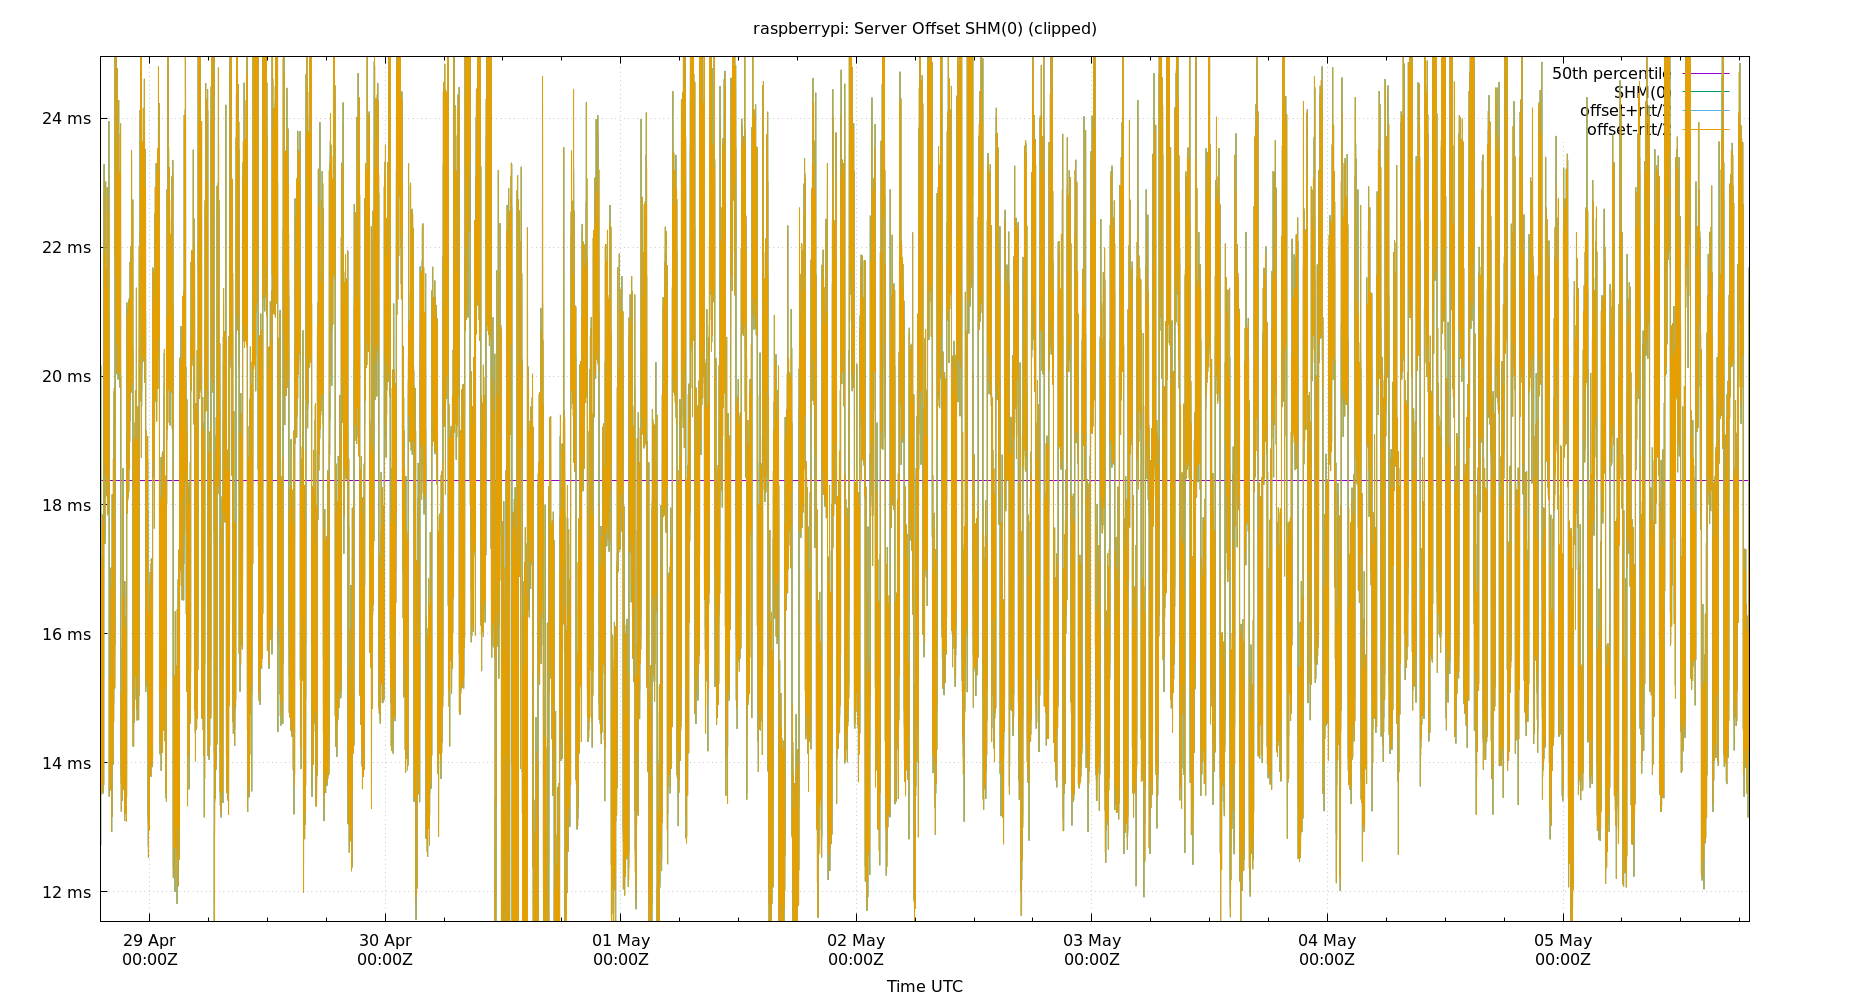 raspberrypi: Server Offset SHM(0) (clipped)
50th percentile
SHM(0)
offset+rtt/2
offset-rtt/2
24 ms
22 ms
20 ms
18 ms
16 ms
14 ms
12 ms
29 Apr 30 Apr 01 May 02 May 03 May 04 May 05 May
00:00Z 00:00Z 00:00Z 00:00Z 00:00Z 00:00Z 00:00Z
Time UTC